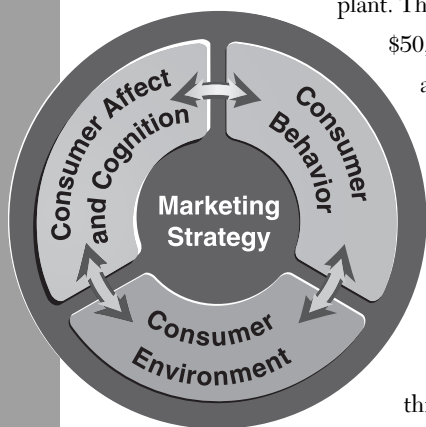 plant. Th
$50,
a
Consumer Affect
and Cognition
Consumer
Behavior
Marketing
Strategy
Consumer
Environment
thi